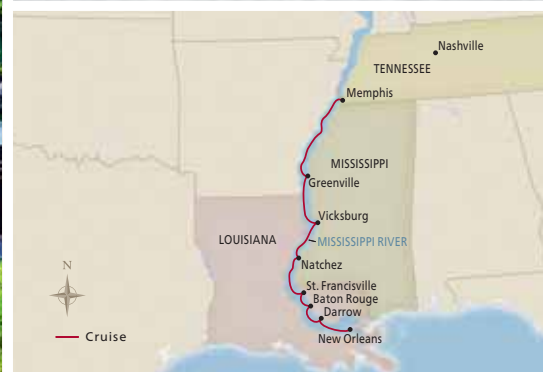 Nashville
TENNESSEE
Memphis
MISSISSIPPI
Greenville
Vicksburg
LOUISIANA
MISSISSIPPI RIVER
Natchez
N
St. Francisville
Baton Rouge
Darrow
Cruise
New Orleans